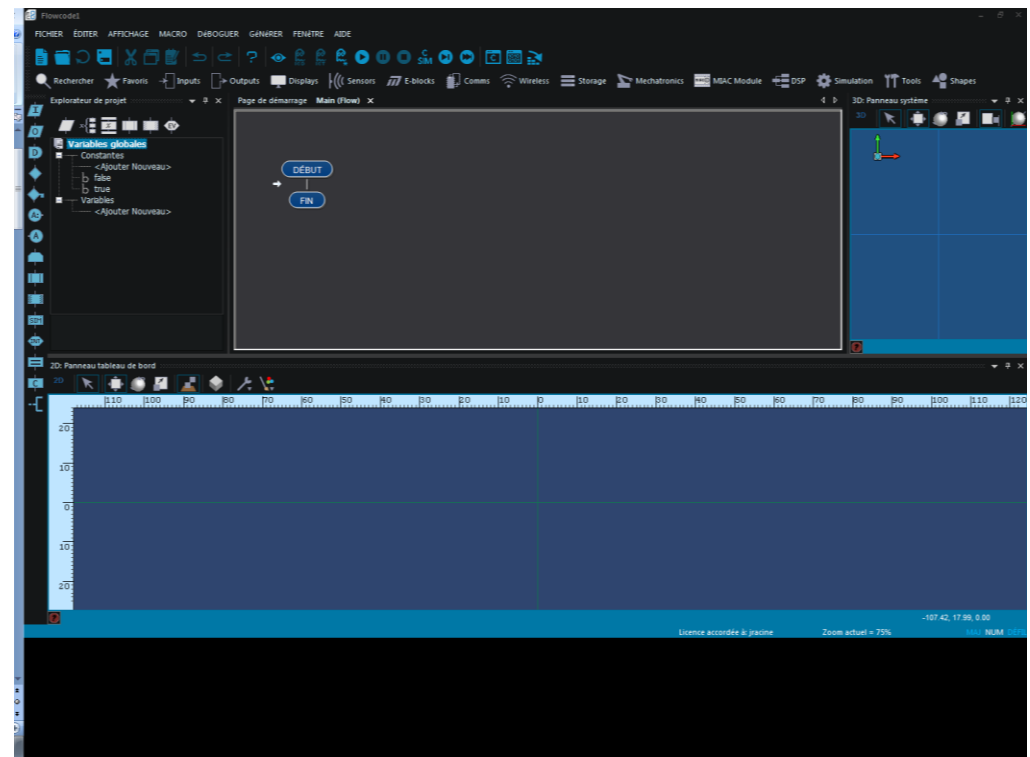 Flowcode1
FICHIER ÉDITER AFFICHAGE MACRO DéBOGUER GéNéRER FENêTRE AIDE
Rechercher Favoris Inputs Outputs Displays Sensors E-blocks Comms Wireless Storage Mechatronics MIAC Module DSP Simulation Tools Shapes
Explorateur de projet
Page de démarrage Main (Flow) X
3D: Panneau système
3D
Variables globales
Constantes
<Ajouter Nouveau>
false
true
Variables
<Ajouter Nouveau>
DÉBUT
FIN
2D: Panneau tableau de bord
2D
110 100 90 80 70 60 50 40 30 20 10 0 10 20 30 40 50 60 70 80 90 100 110 120
20
10
0
10
20
-107.42, 17.99, 0.00
Licence accordée à: jracine Zoom actuel = 75% MAJ NUM DÉFIL